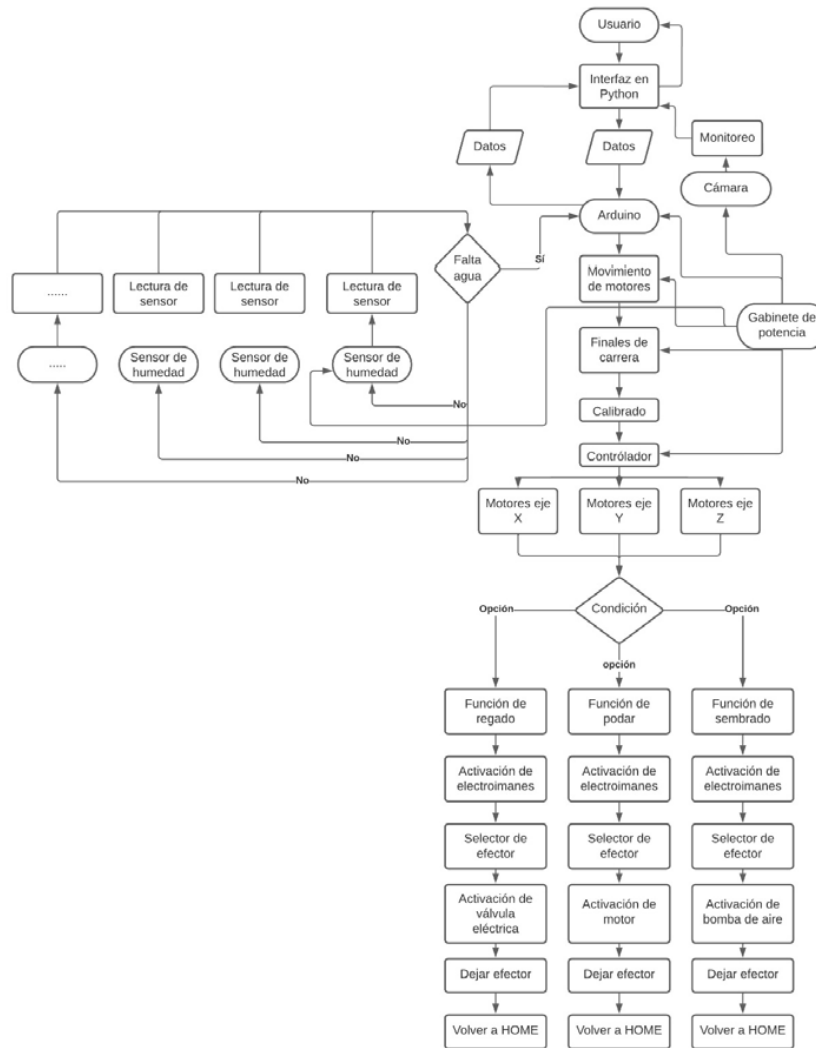 Usuario
Interfaz en
Python
Datos
Datos
Monitoreo
Cámara
Arduino
Falta
agua
Sí
Movimiento
de motores
......
Lectura de
sensor
Lectura de
sensor
Lectura de
sensor
Gabinete de
potencia
Finales de
carrera
.....
Sensor de
humedad
Sensor de
humedad
Sensor de
humedad
No
No
No
No
Calibrado
Contrólador
Motores eje
X
Motores eje
Y
Motores eje
Z
Condición
Opción
opción
Opción
Función de
regado
Función de
podar
Función de
sembrado
Activación de
electroimanes
Activación de
electroimanes
Activación de
electroimanes
Selector de
efector
Selector de
efector
Selector de
efector
Activación de
válvula
eléctrica
Activación de
motor
Activación de
bomba de aire
Dejar efector
Dejar efector
Dejar efector
Volver a HOME
Volver a HOME
Volver a HOME